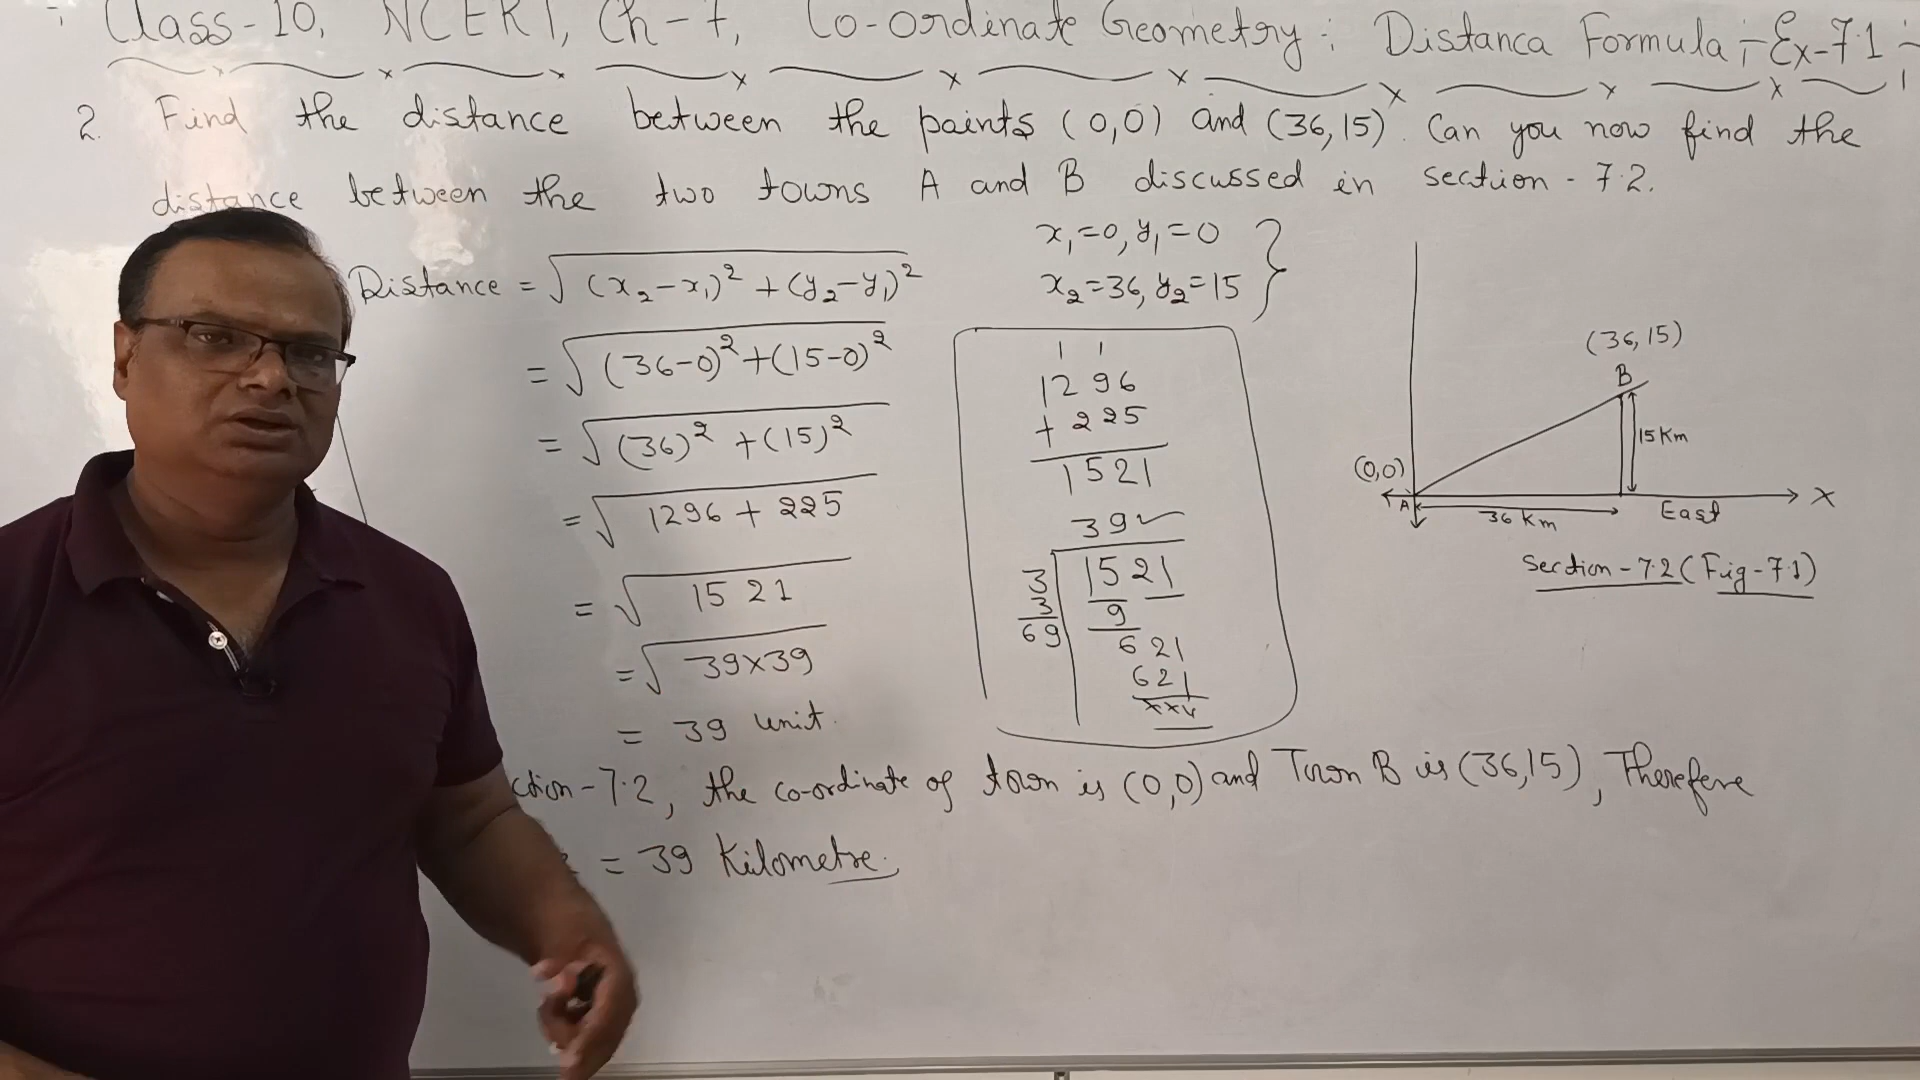 Class-10, NCERT, Ch-7, Co-ordinate Geometry: Distanca Formula;-Ex-7.1:-
2. Find the distance between the points (0,0) and (36,15). Can you now find the
distance between the two towns A and B discussed in section - 7.2.
Distance = √(x₂-x₁)² + (y₂-y₁)²
= √(36-0)² + (15-0)²
= √(36)² + (15)²
= √1296 + 225
= √1521
= √39×39
= 39 unit.
x₁=0, y₁=0
x₂=36, y₂=15 }
1 1
1296
+ 225
1521
39✓
3 1521
3 9
69 621
621
×××
(36,15)
B
15 Km
(0,0)
A
36 Km
East
X
Section - 7.2 (Fig - 7.1)
ction - 7.2, the co-ordinate of town is (0,0) and Town B is (36,15), Therefere
= 39 Kilometre.